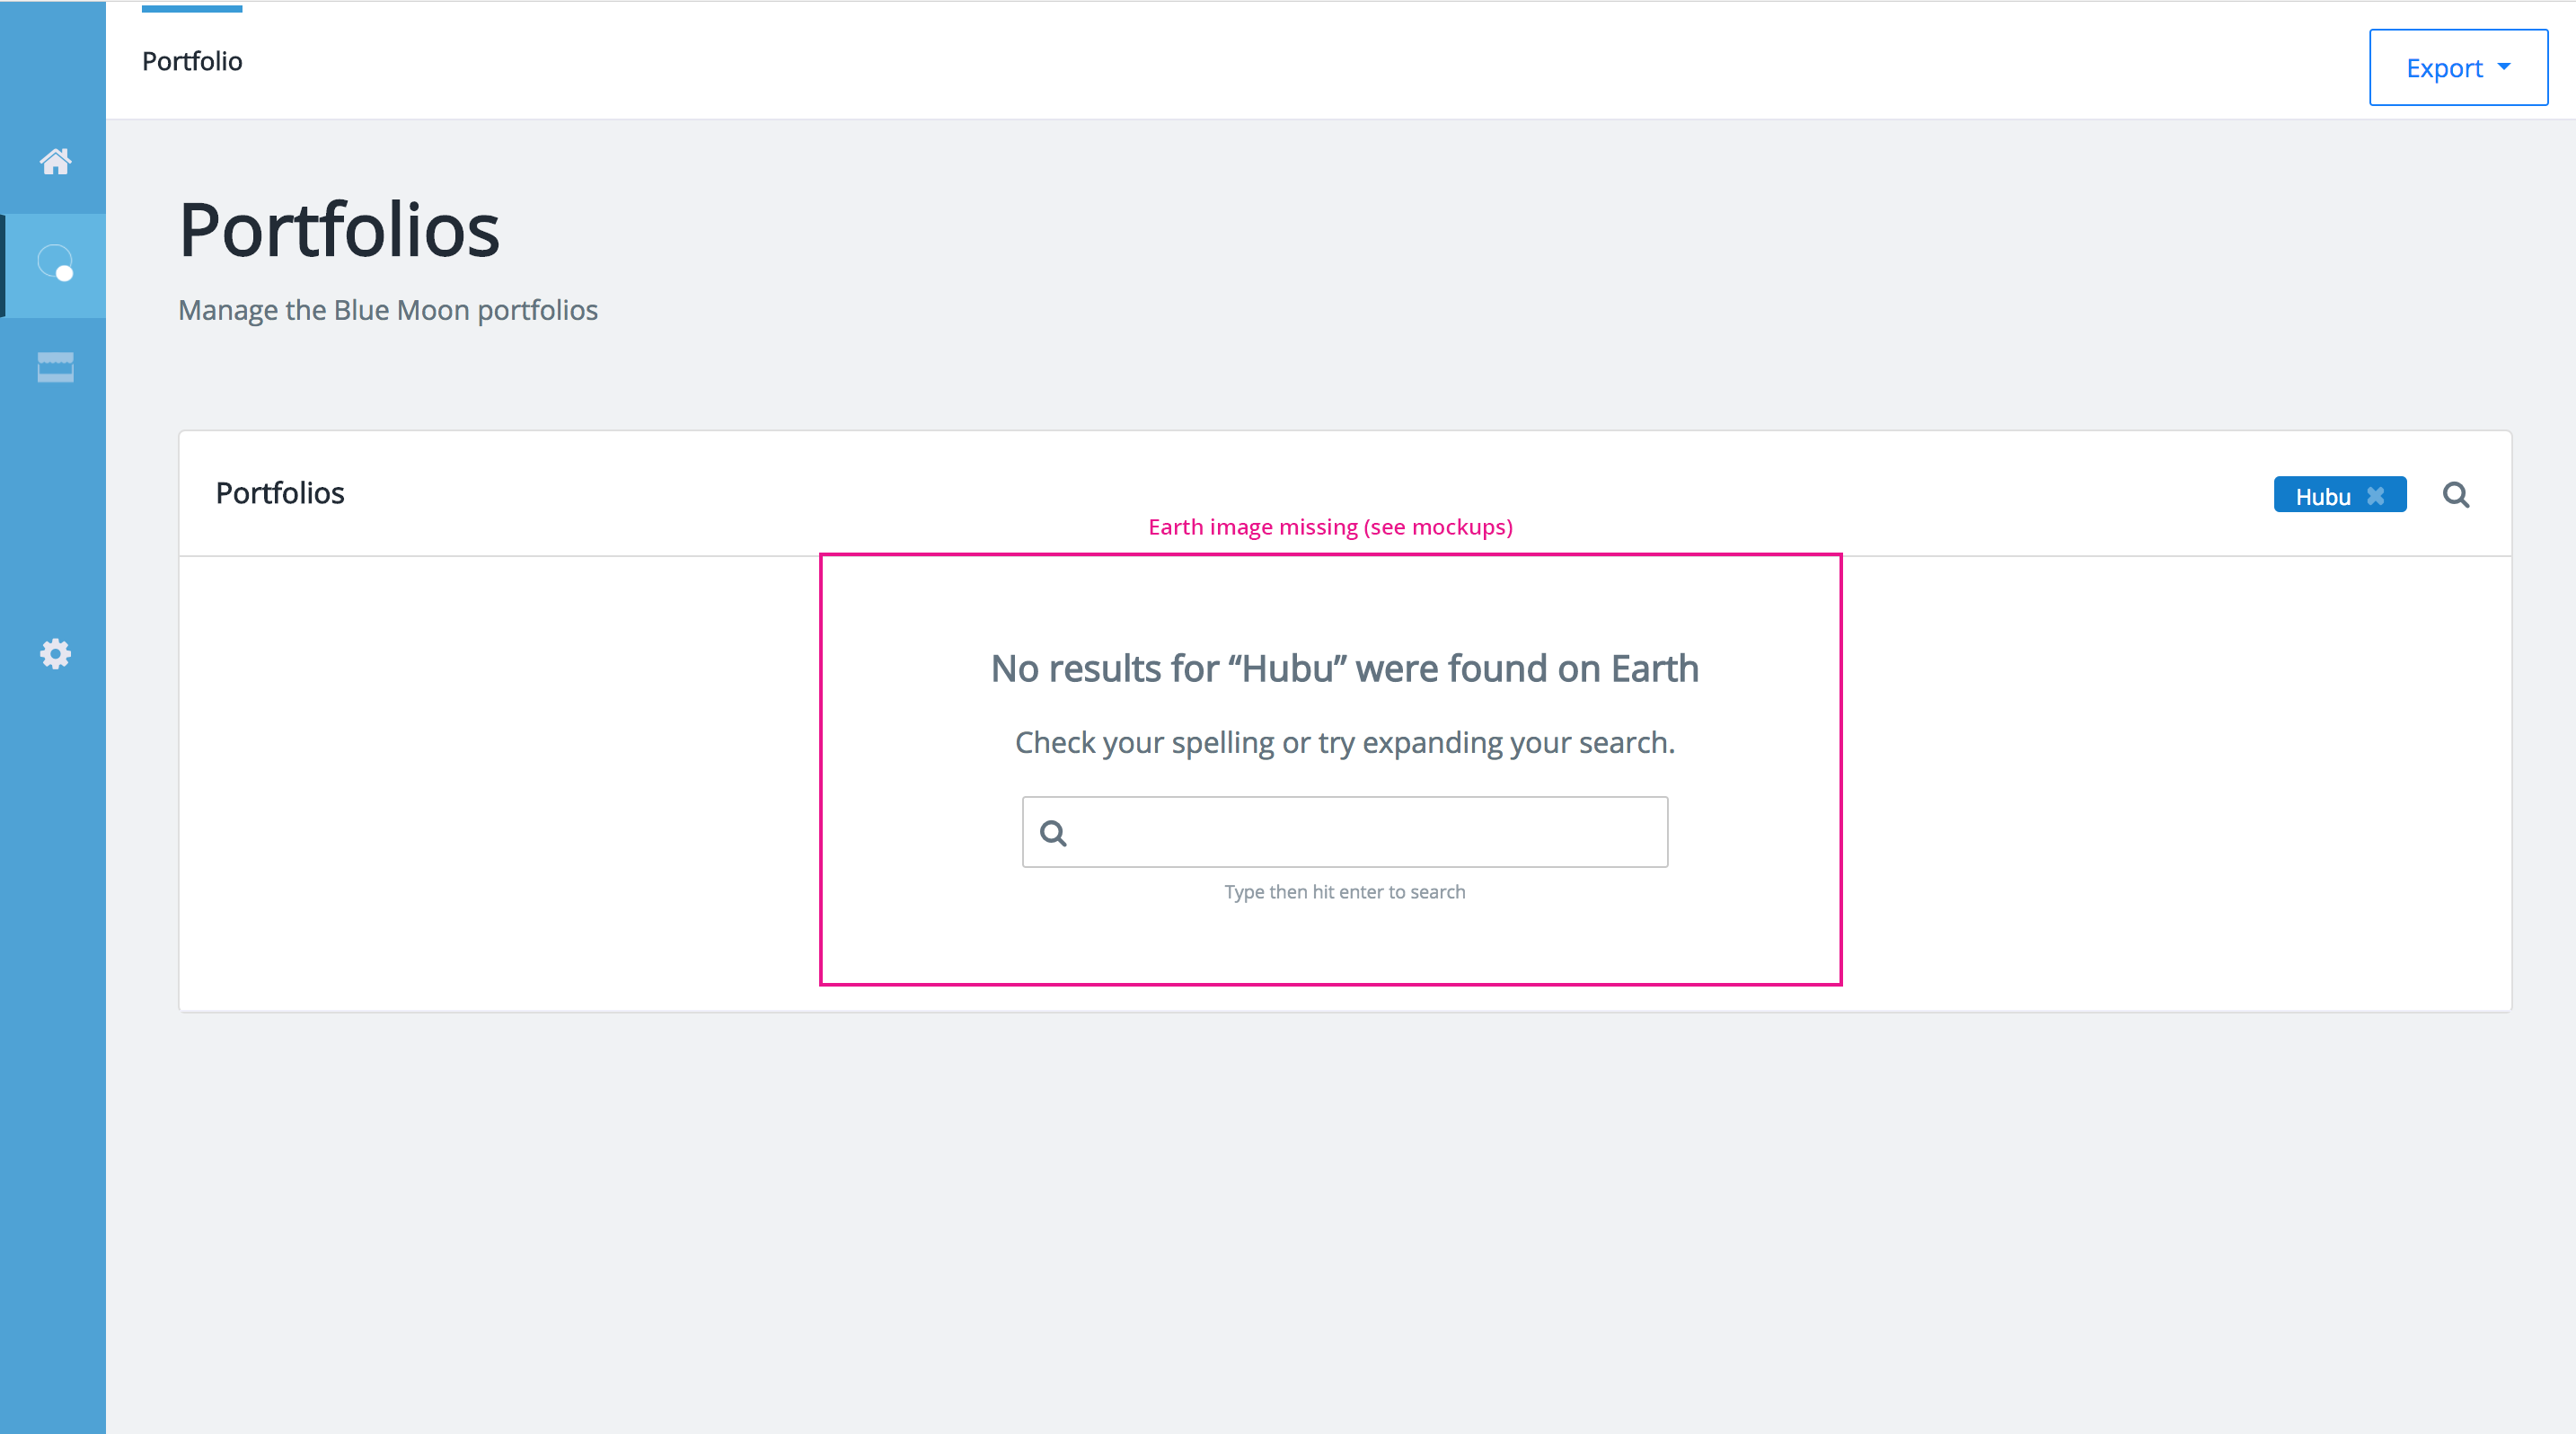 Portfolio
Export
Portfolios
Manage the Blue Moon portfolios
Portfolios
Hubu
Earth image missing (see mockups)
No results for “Hubu” were found on Earth
Check your spelling or try expanding your search.
Type then hit enter to search